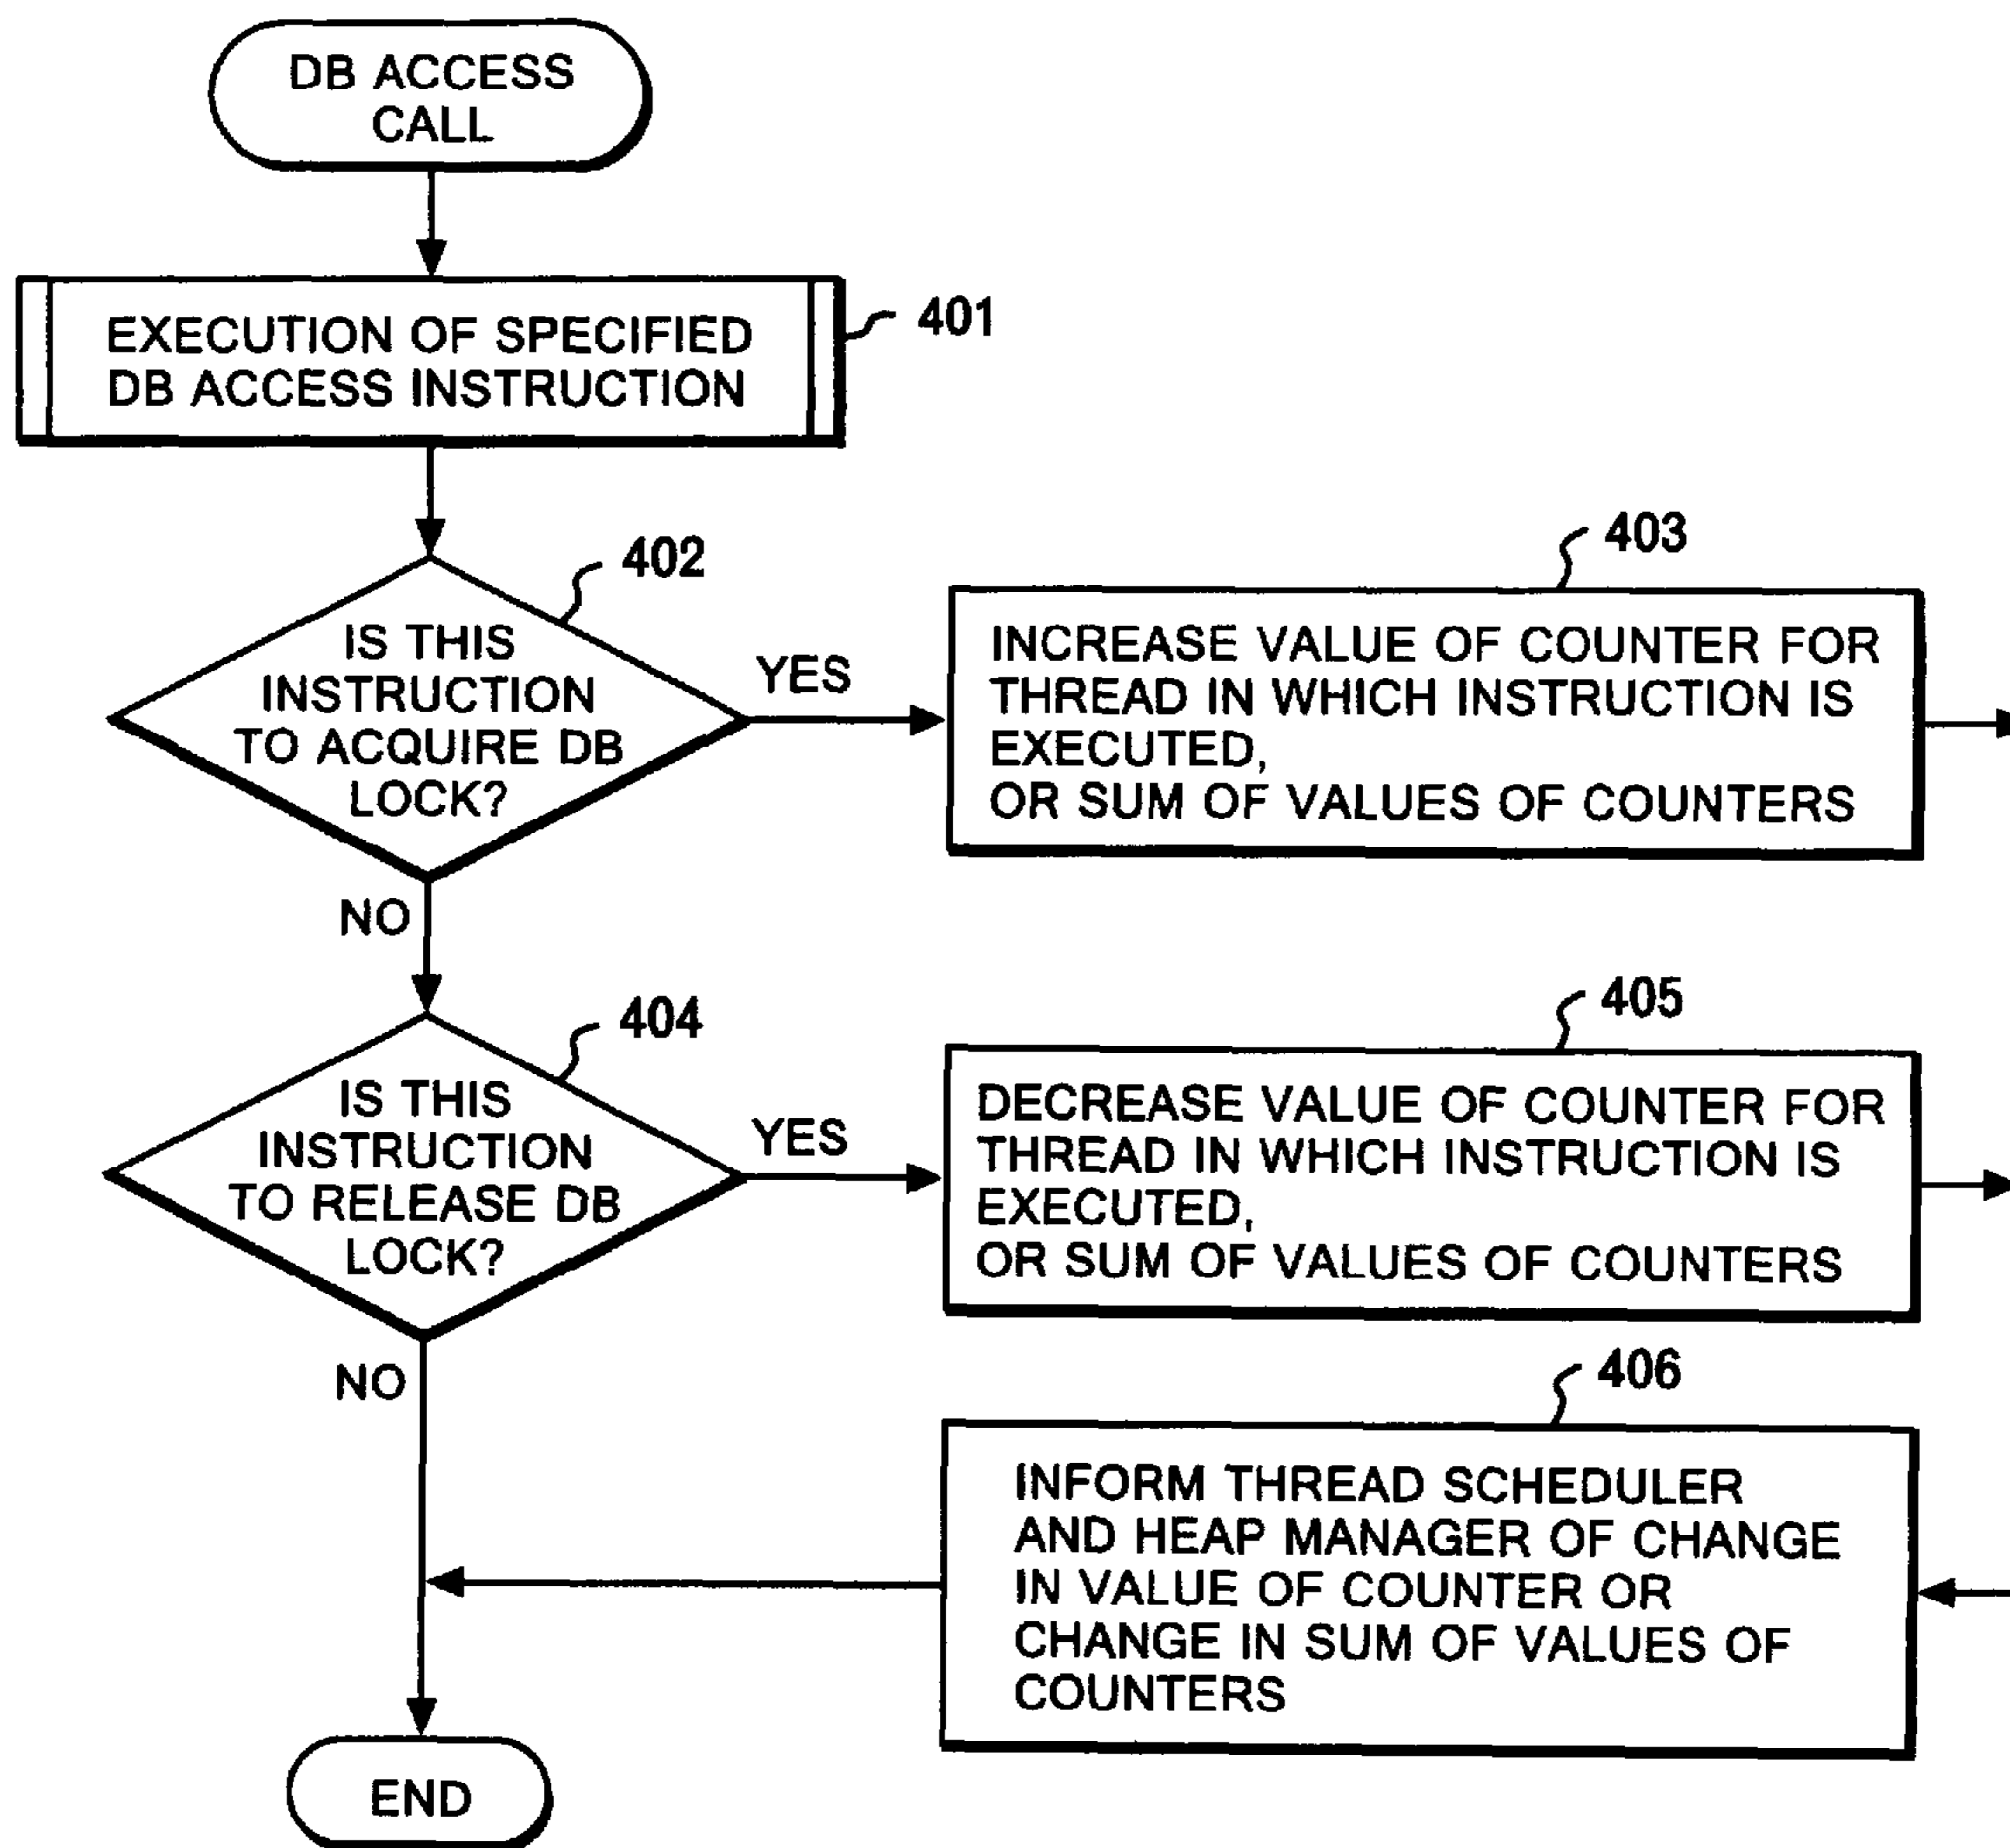 DB ACCESS
CALL
EXECUTION OF SPECIFIED
DB ACCESS INSTRUCTION
401
402
IS THIS
INSTRUCTION
TO ACQUIRE DB
LOCK?
YES
403
INCREASE VALUE OF COUNTER FOR
THREAD IN WHICH INSTRUCTION IS
EXECUTED,
OR SUM OF VALUES OF COUNTERS
NO
404
IS THIS
INSTRUCTION
TO RELEASE DB
LOCK?
YES
405
DECREASE VALUE OF COUNTER FOR
THREAD IN WHICH INSTRUCTION IS
EXECUTED,
OR SUM OF VALUES OF COUNTERS
NO
406
INFORM THREAD SCHEDULER
AND HEAP MANAGER OF CHANGE
IN VALUE OF COUNTER OR
CHANGE IN SUM OF VALUES OF
COUNTERS
END